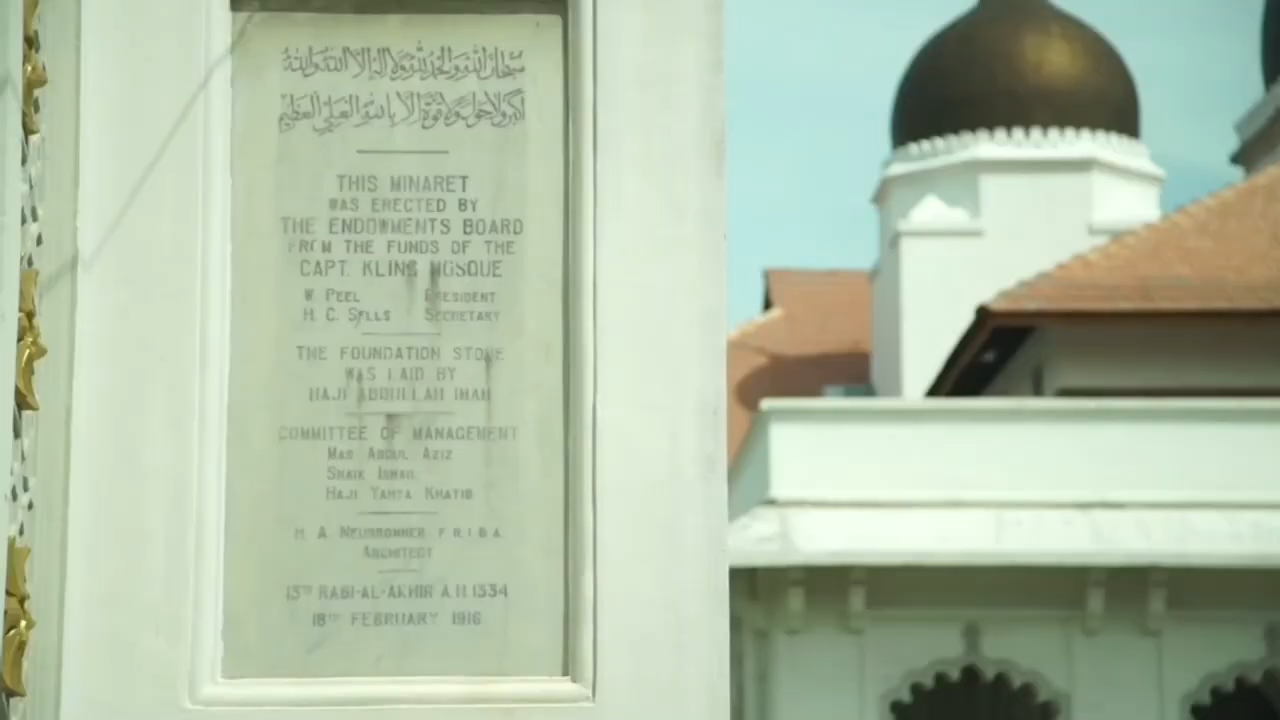 سبحان الله والحمد لله ولا إله إلا الله والله
أكبر ولا حول ولا قوة إلا بالله العلي العظيم
THIS MINARET
WAS ERECTED BY
THE ENDOWMENTS BOARD
FROM THE FUNDS OF THE
CAPT. KLING MOSQUE
W. PEEL PRESIDENT
H. C. SELLS SECRETARY
THE FOUNDATION STONE
WAS LAID BY
HAJI ABDULLAH IMAM
COMMITTEE OF MANAGEMENT
MAS ABDUL AZIZ
SHAIK ISMAIL
HAJI YAHYA KHATIB
H. A. NEUBRONNER F.R.I.B.A.
ARCHITECT
13TH RABI-AL-AKHIR A.H. 1334
18TH FEBRUARY 1916